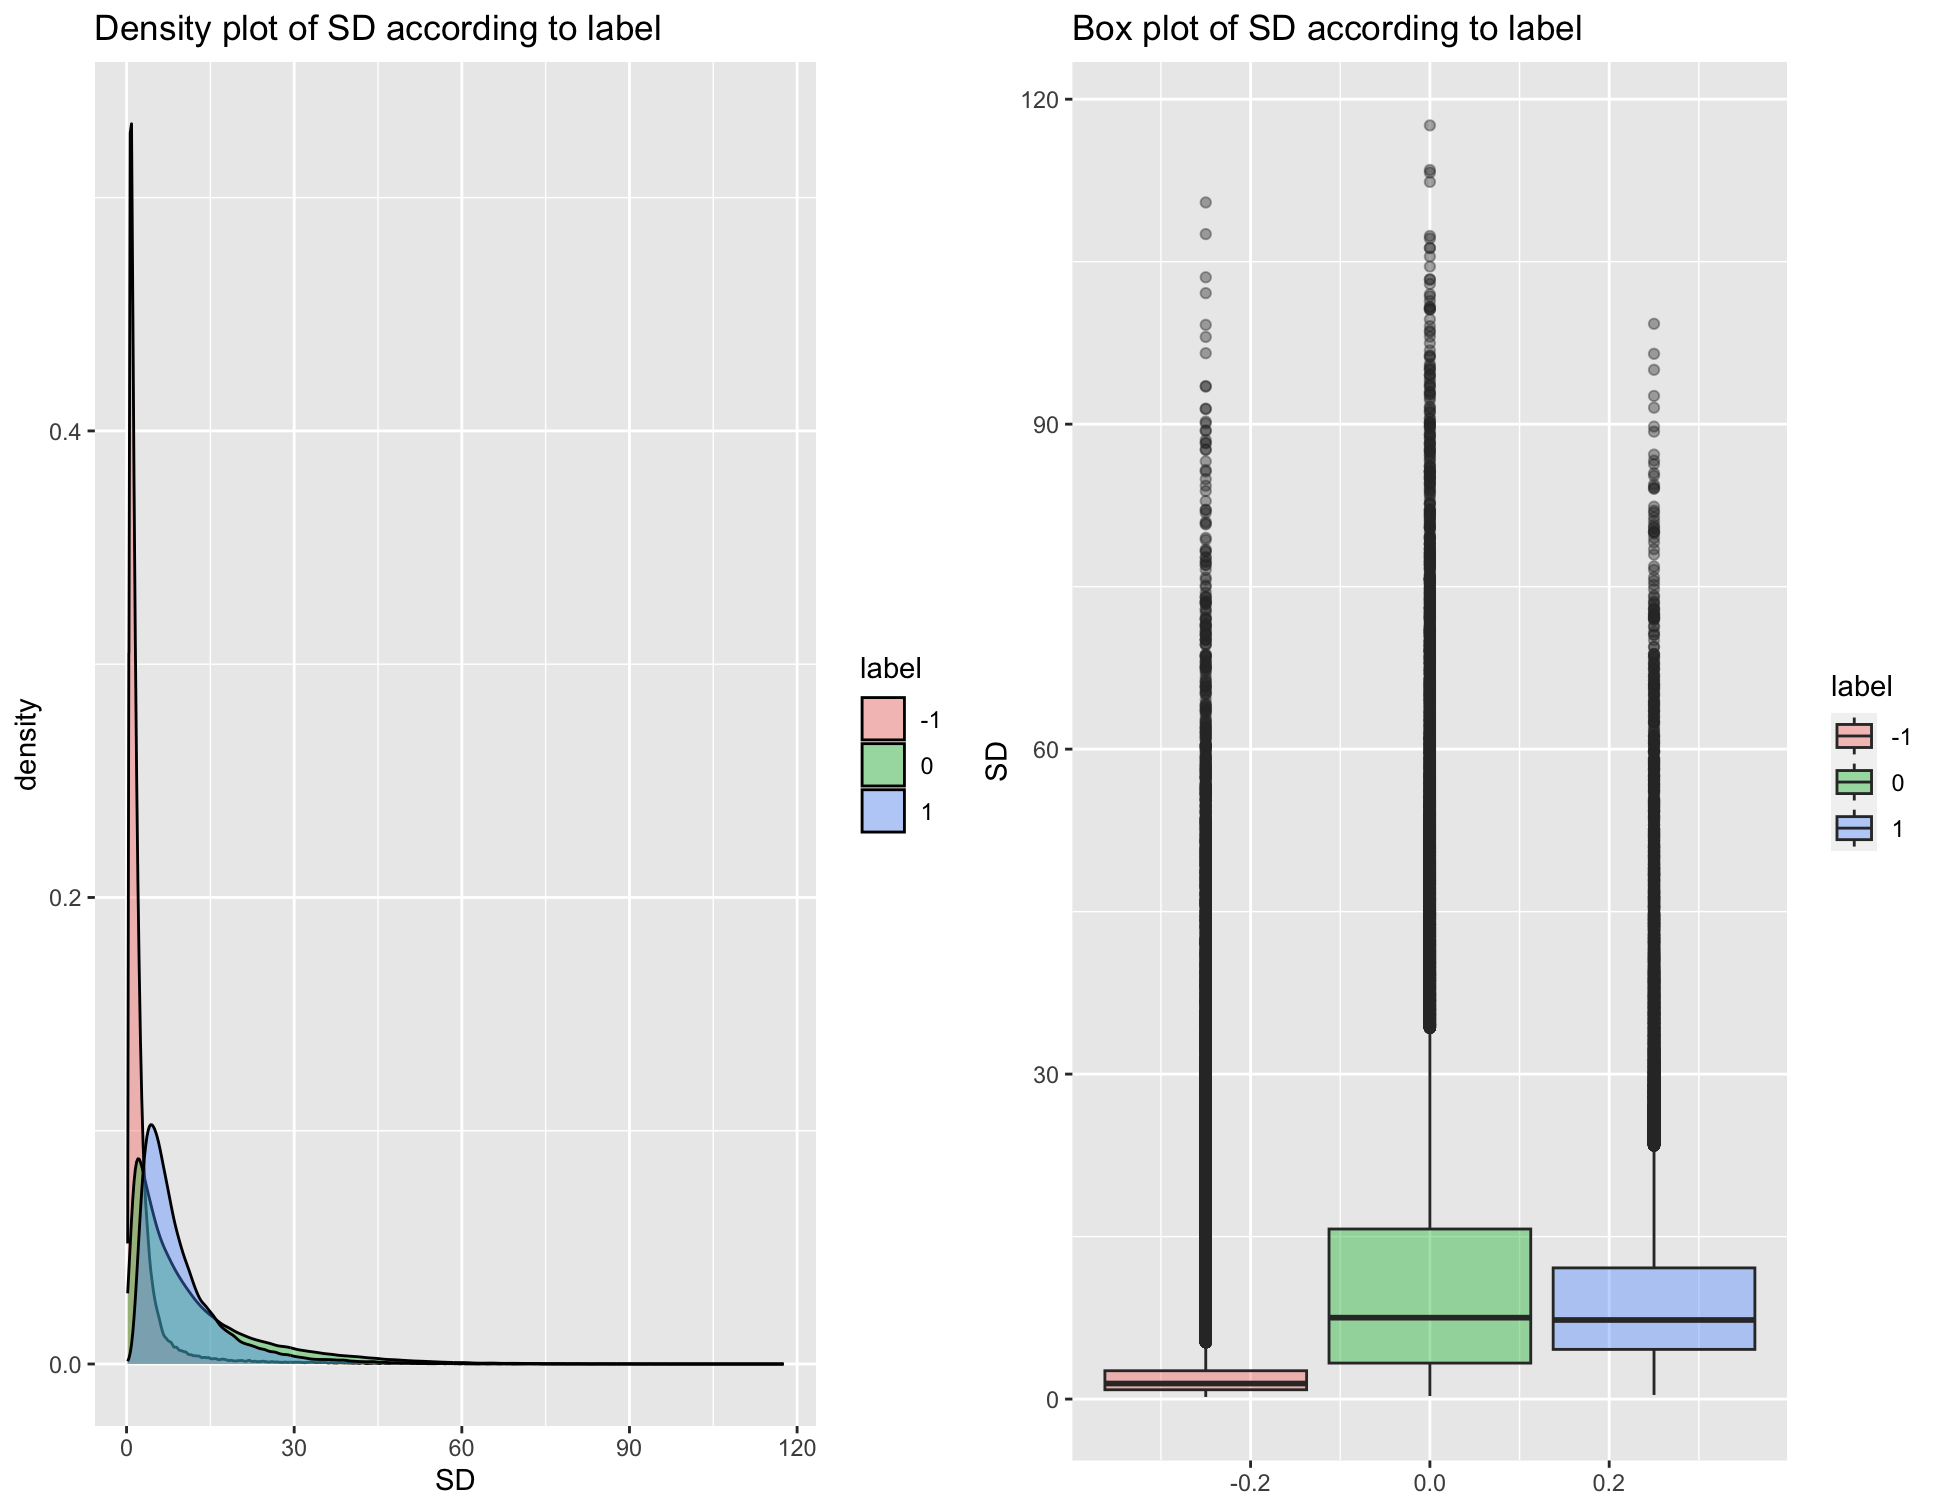 Density plot of SD according to label
0.4
0.2
0.0
density
0 30 60 90 120
SD
label
-1
0
1
Box plot of SD according to label
120
90
60
30
0
SD
-0.2 0.0 0.2
label
-1
0
1